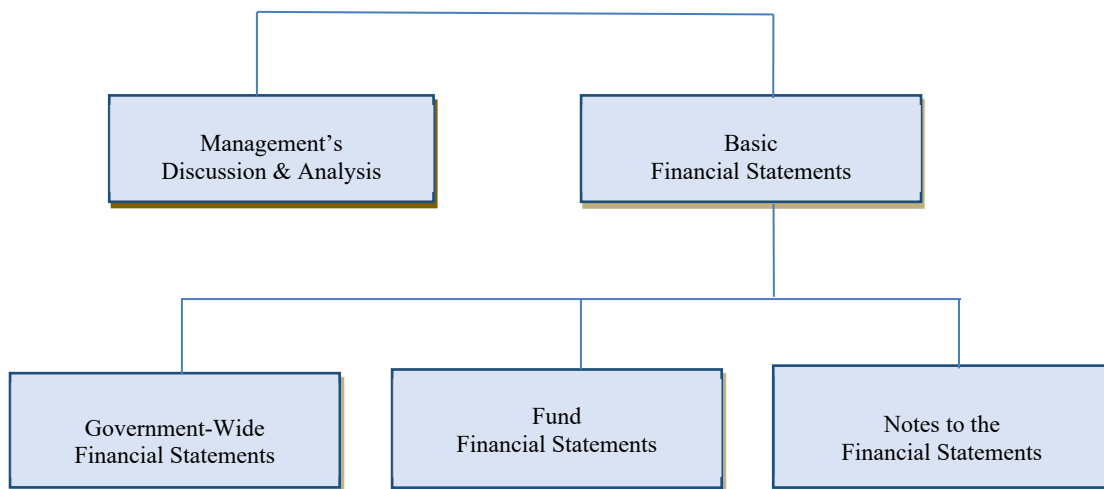 Management’s
Discussion & Analysis
Basic
Financial Statements
Government-Wide
Financial Statements
Fund
Financial Statements
Notes to the
Financial Statements